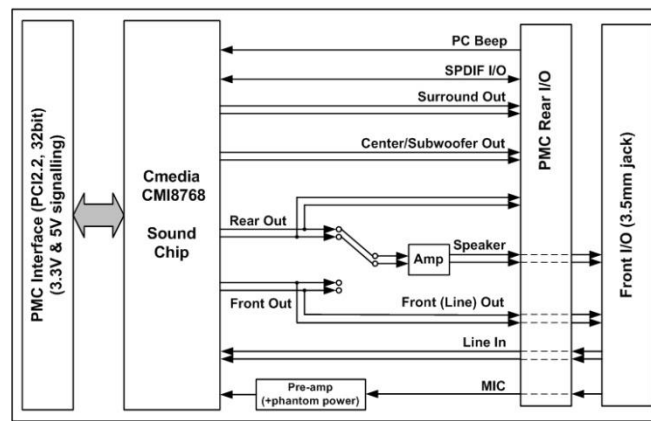 PMC Interface (PCI2.2, 32bit)
(3.3V & 5V signalling)
Cmedia
CMI8768
Sound
Chip
PC Beep
SPDIF I/O
Surround Out
Center/Subwoofer Out
Rear Out
Amp
Speaker
Front Out
Front (Line) Out
Line In
Pre-amp
(+phantom power)
MIC
PMC Rear I/O
Front I/O (3.5mm jack)